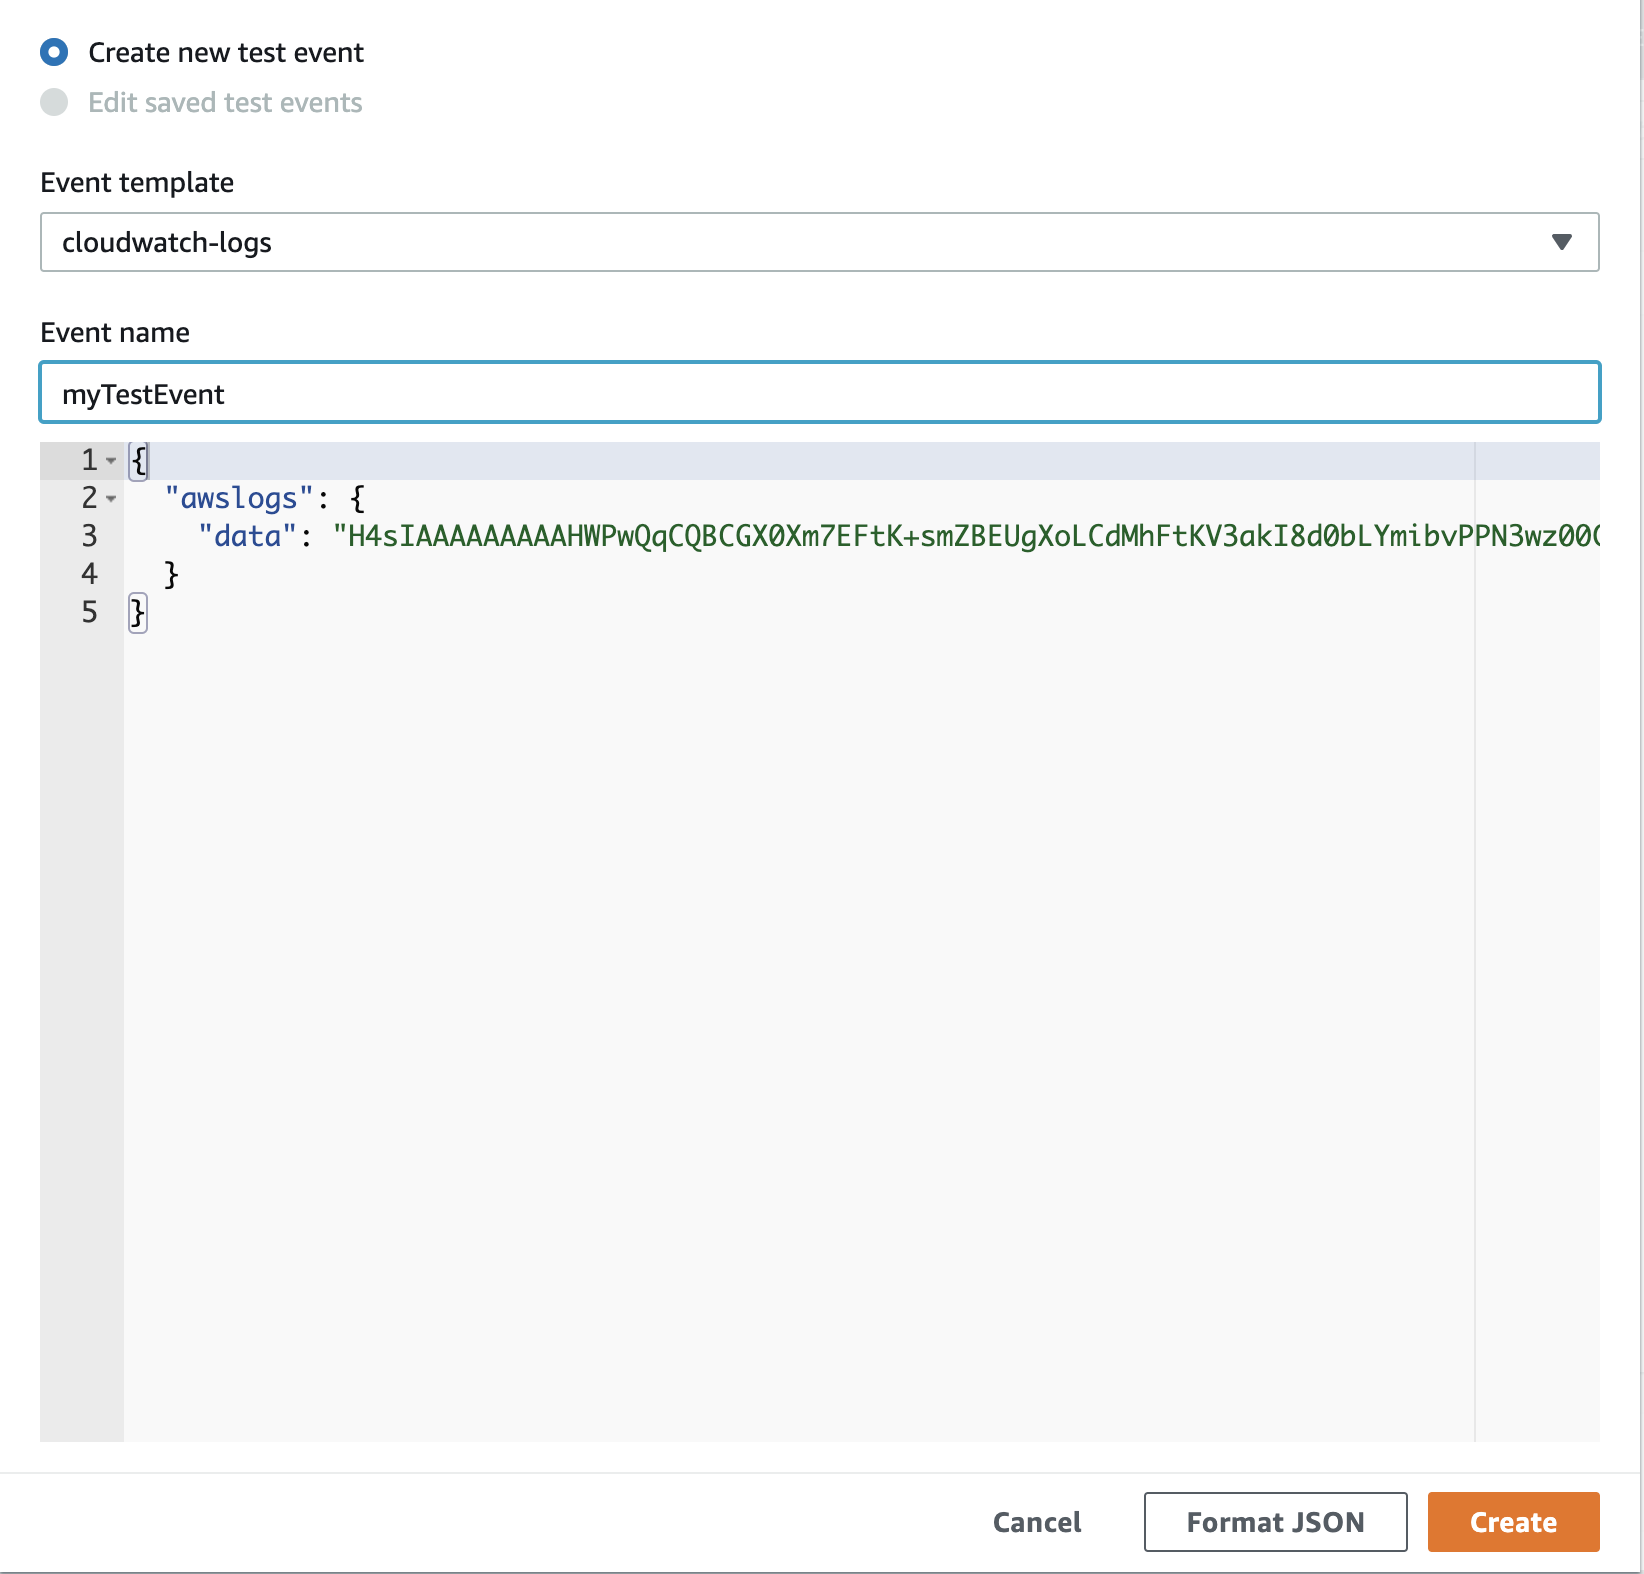 Create new test event
Edit saved test events
Event template
cloudwatch-logs
Event name
myTestEvent
1 {
2 "awslogs": {
3 "data": "H4sIAAAAAAAAAHWPwQqCQBCGX0Xm7EFtK+smZBEUgXoLCdMhFtKV3akI8d0bLYmibvPPN3wz00
4 }
5 }
Cancel
Format JSON
Create